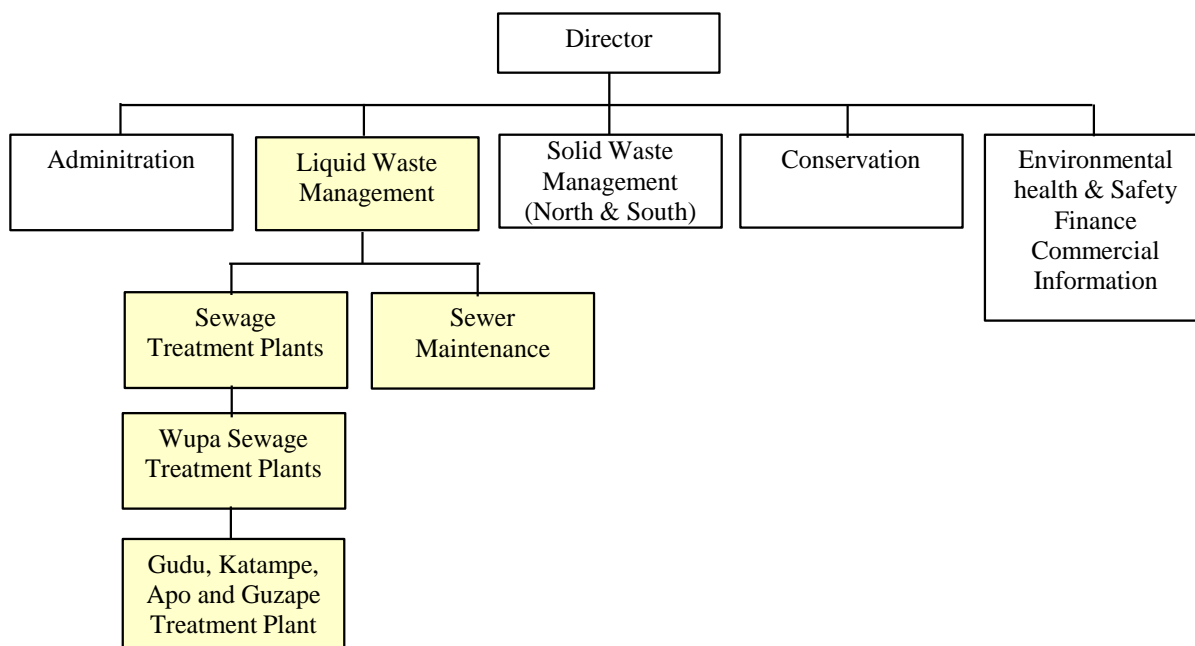 Director
Adminitration
Liquid Waste
Management
Solid Waste
Management
(North & South)
Conservation
Environmental
health & Safety
Finance
Commercial
Information
Sewage
Treatment Plants
Sewer
Maintenance
Wupa Sewage
Treatment Plants
Gudu, Katampe,
Apo and Guzape
Treatment Plant